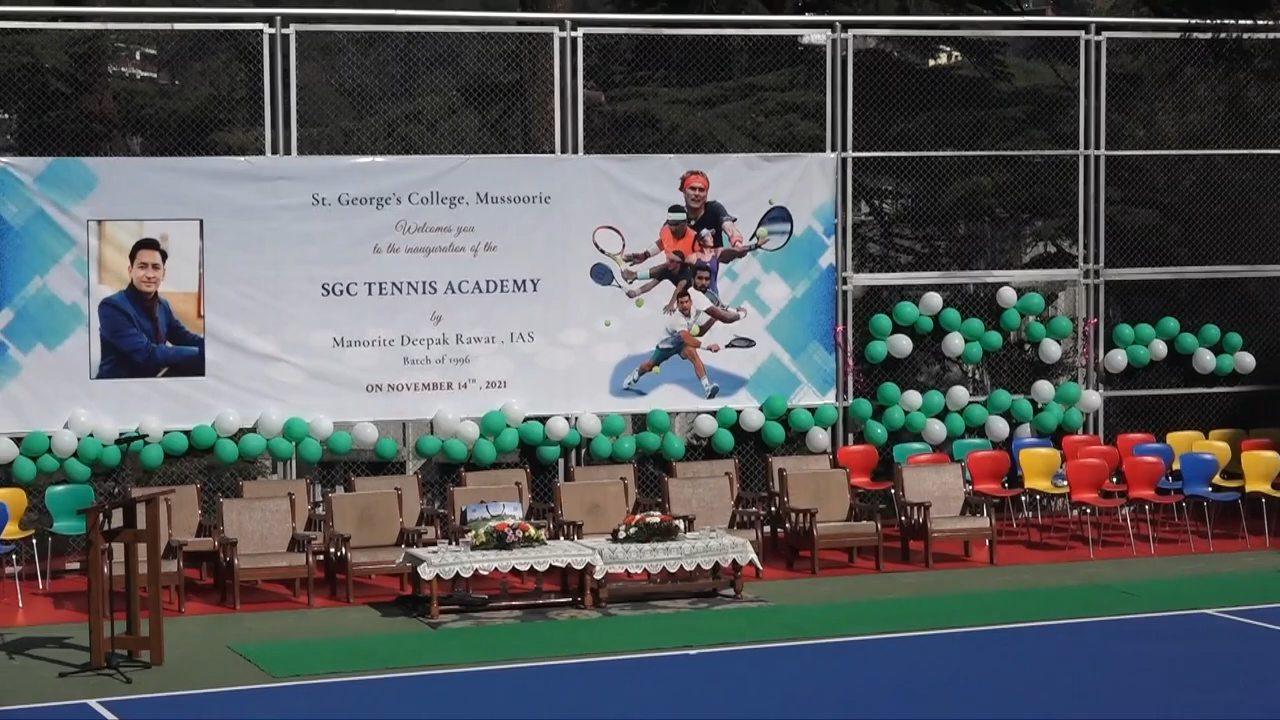 St. George's College, Mussoorie
Welcomes you
to the inauguration of the
SGC TENNIS ACADEMY
by
Manorite Deepak Rawat , IAS
Batch of 1996
ON NOVEMBER 14TH , 2021